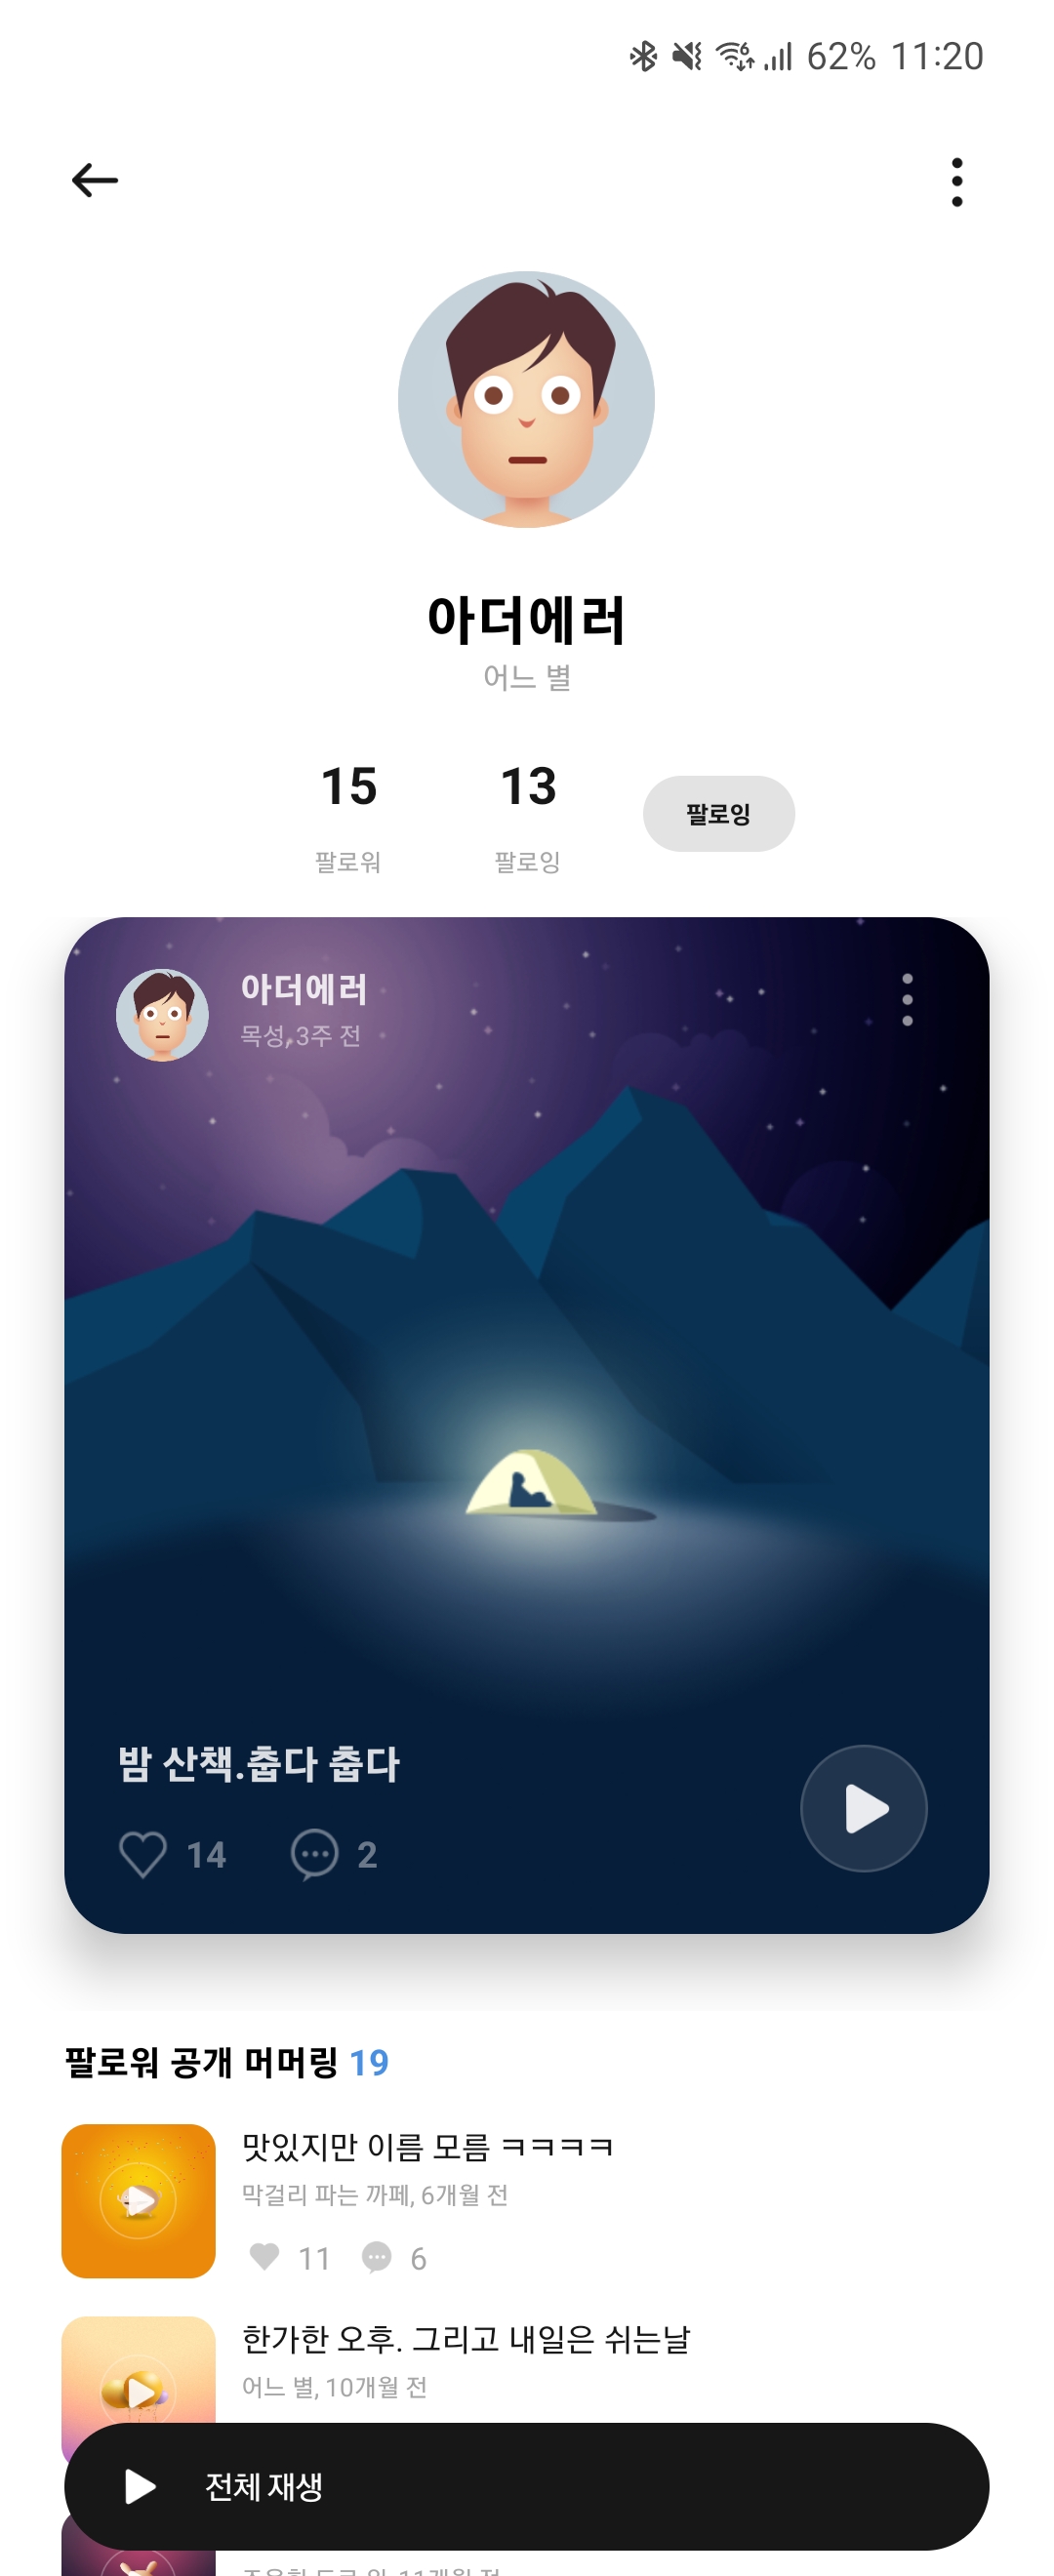 62% 11:20
아더에러
어느 별
15 13
팔로워 팔로잉 팔로잉
아더에러
목성, 3주 전
밤 산책.춥다 춥다
14 2
팔로워 공개 머머링 19
맛있지만 이름 모름 ㅋㅋㅋㅋ
막걸리 파는 까페, 6개월 전
11 6
한가한 오후. 그리고 내일은 쉬는날
어느 별, 10개월 전
전체 재생